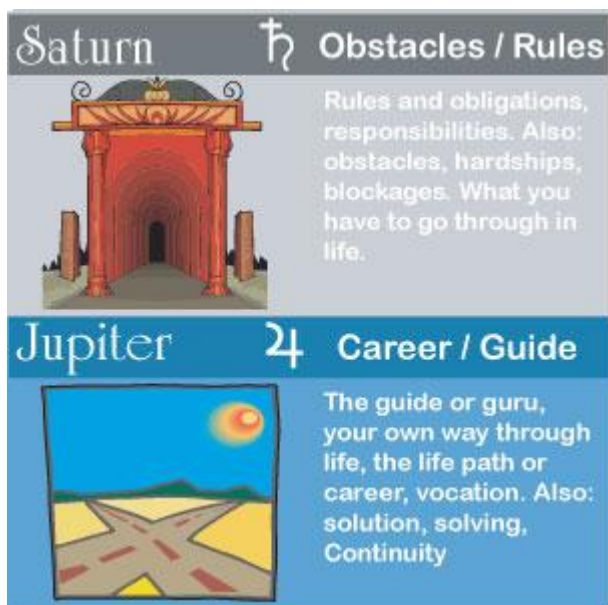 Saturn ♄ Obstacles / Rules
Rules and obligations,
responsibilities. Also:
obstacles, hardships,
blockages. What you
have to go through in
life.
Jupiter ♃ Career / Guide
The guide or guru,
your own way through
life, the life path or
career, vocation. Also:
solution, solving,
Continuity